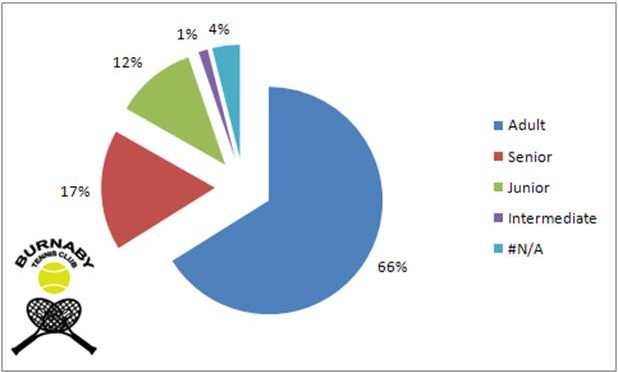 1%
4%
12%
17%
66%
Adult
Senior
Junior
Intermediate
#N/A
BURNABY
TENNIS CLUB